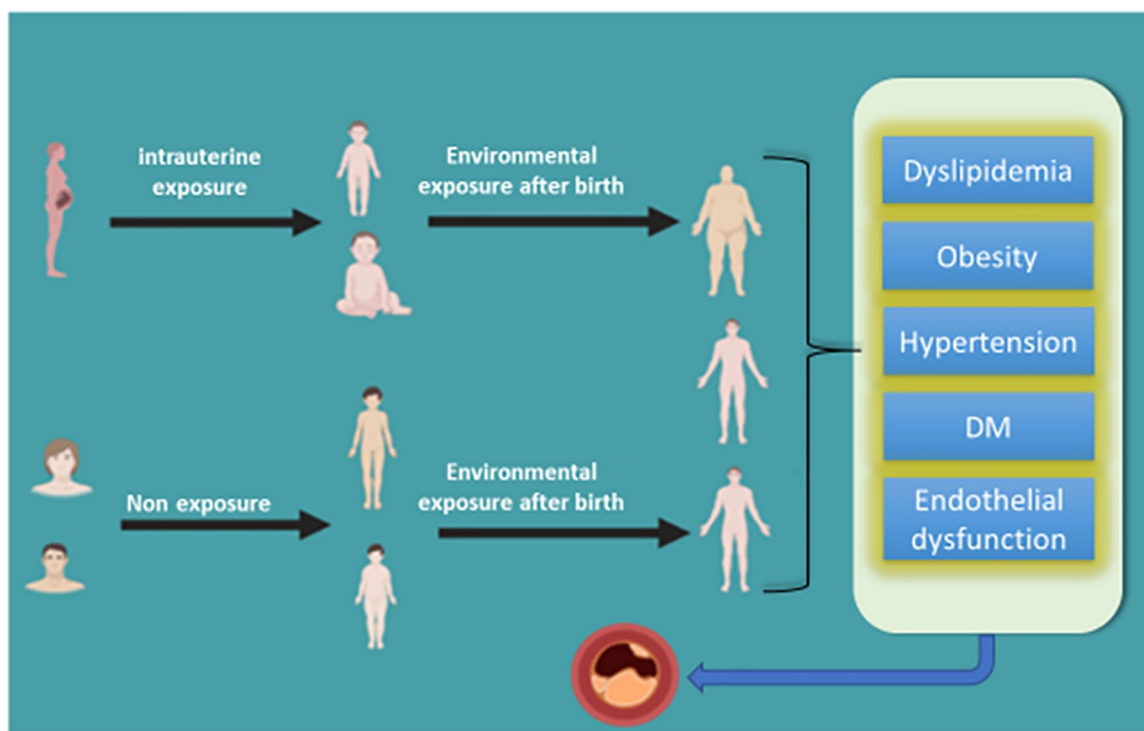 intrauterine
exposure
Environmental
exposure after birth
Non exposure
Environmental
exposure after birth
Dyslipidemia
Obesity
Hypertension
DM
Endothelial
dysfunction